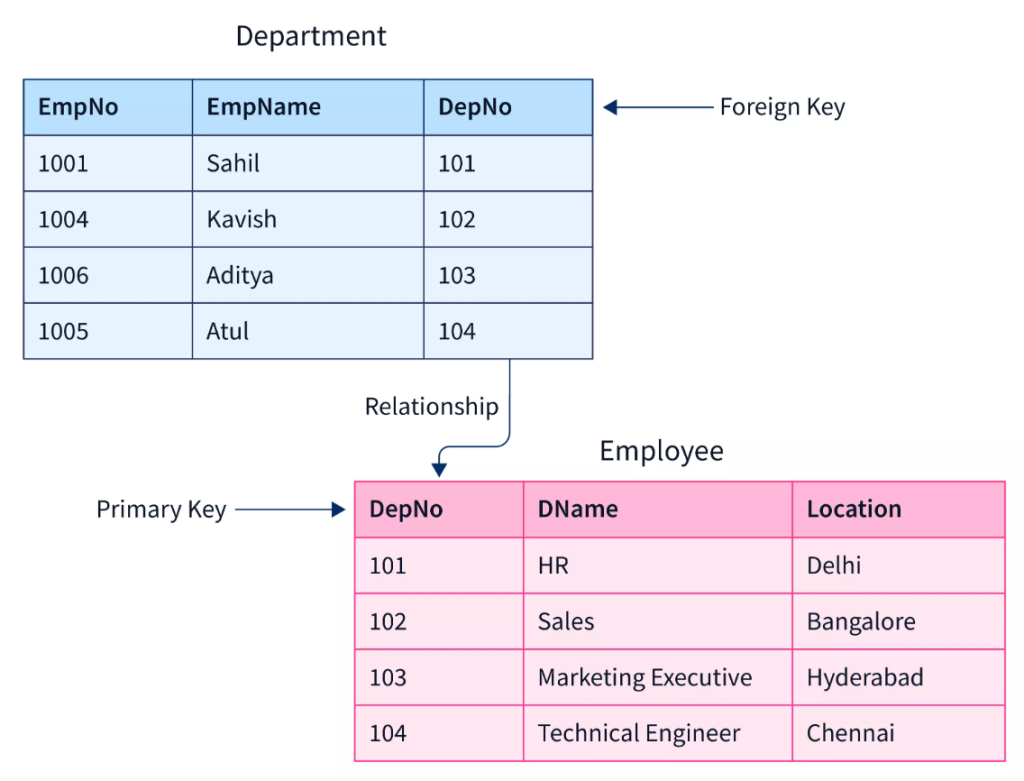 Department
EmpNo EmpName DepNo
Foreign Key
1001 Sahil 101
1004 Kavish 102
1006 Aditya 103
1005 Atul 104
Relationship
Employee
Primary Key
DepNo DName Location
101 HR Delhi
102 Sales Bangalore
103 Marketing Executive Hyderabad
104 Technical Engineer Chennai